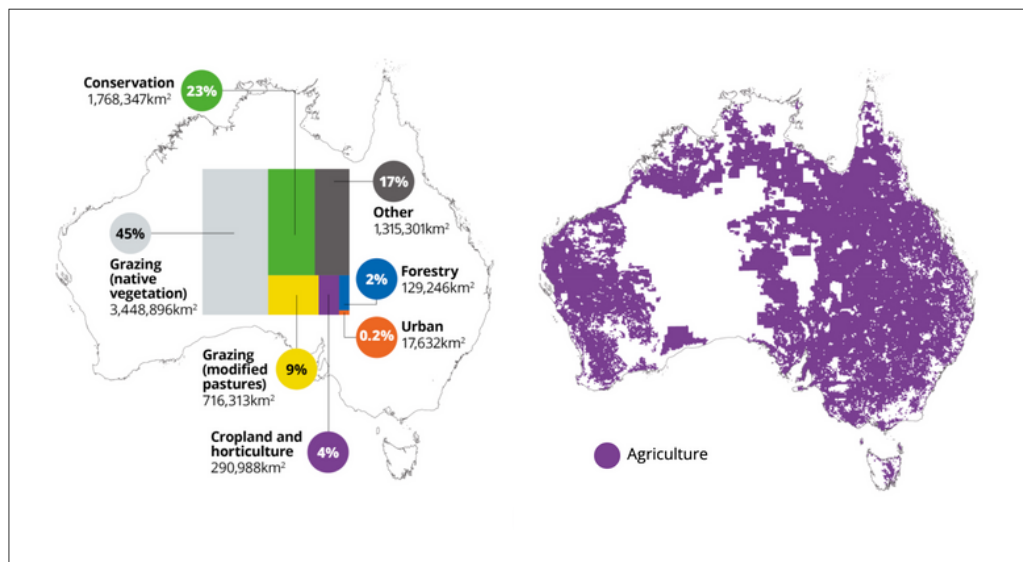 Conservation
1,768,347km²
23%
17%
Other
1,315,301km²
45%
Grazing
(native
vegetation)
3,448,896km²
2%
Forestry
129,246km²
0.2%
Urban
17,632km²
Grazing
(modified
pastures)
716,313km²
9%
Cropland and
horticulture
290,988km²
4%
Agriculture